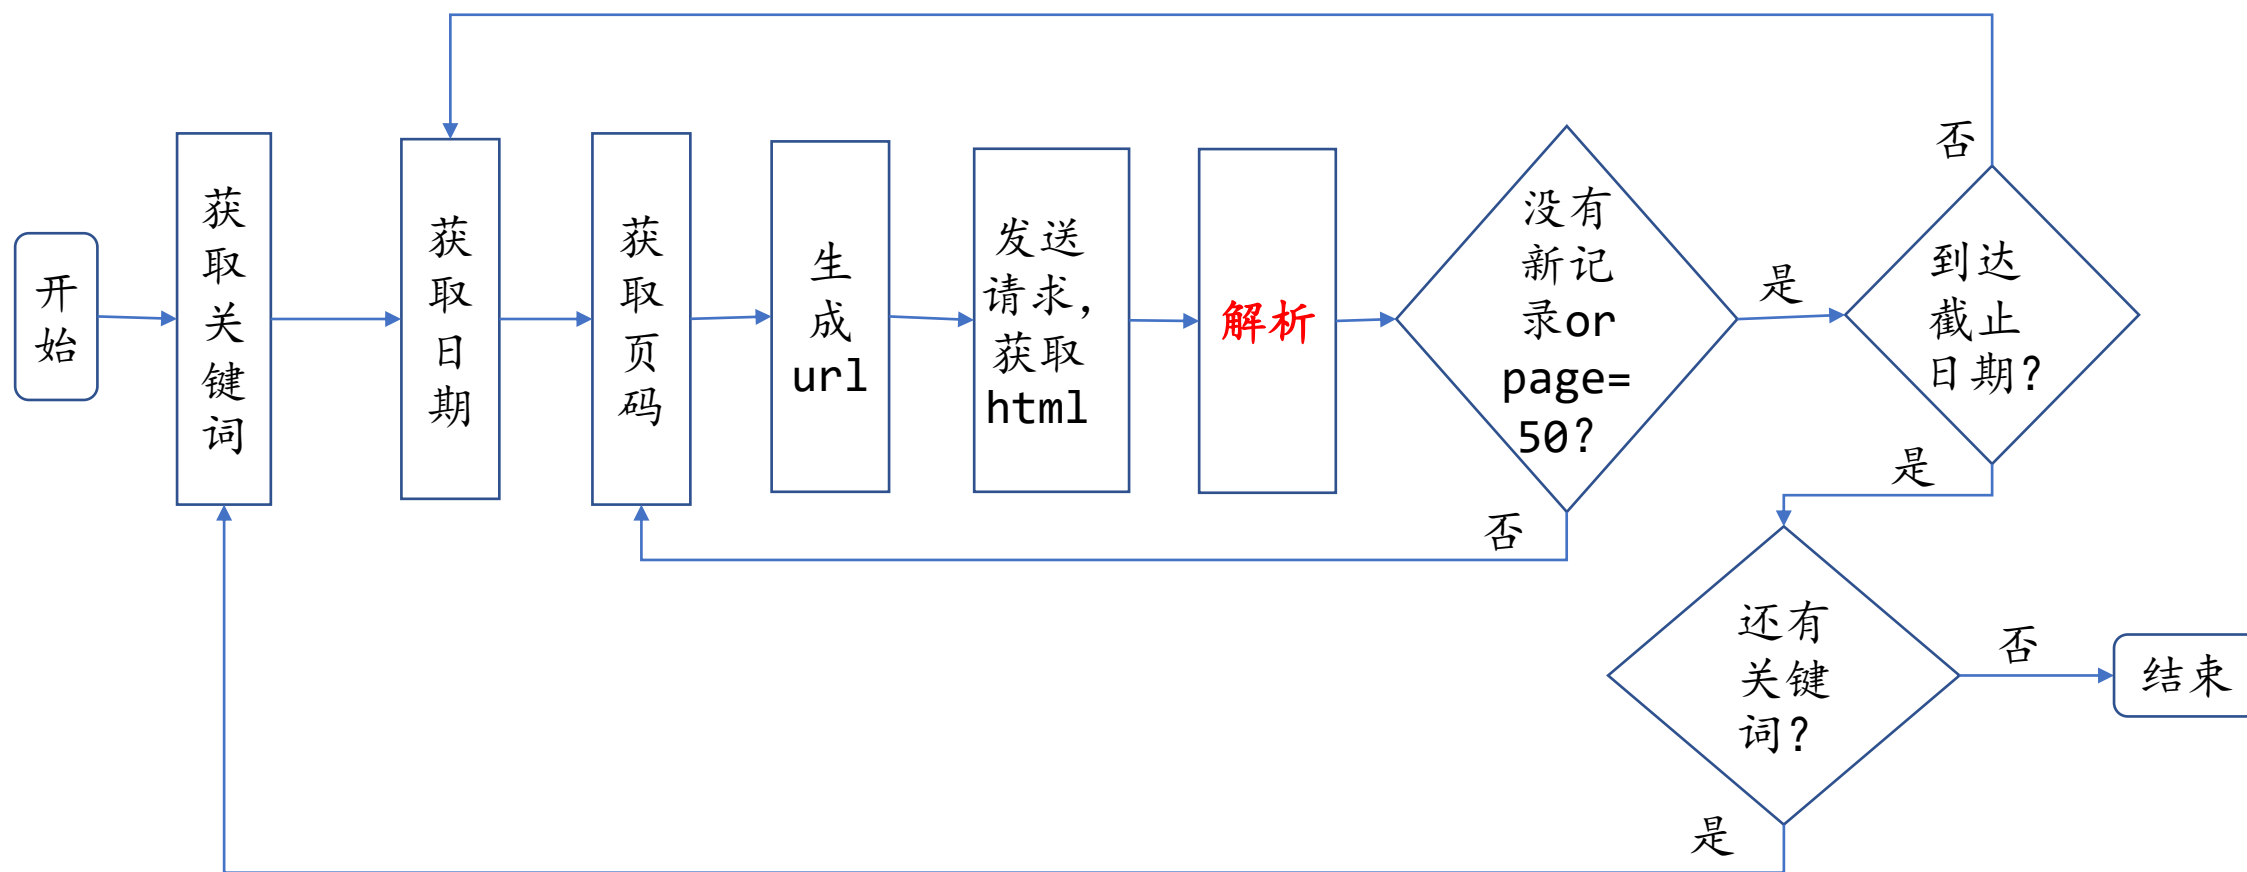 开
始
获
取
关
键
词
获
取
日
期
获
取
页
码
生
成
url
发送
请求,
获取
html
解析
没有
新记
录or
page=
50?
是
否
到达
截止
日期?
否
是
还有
关键
词?
否
是
结束